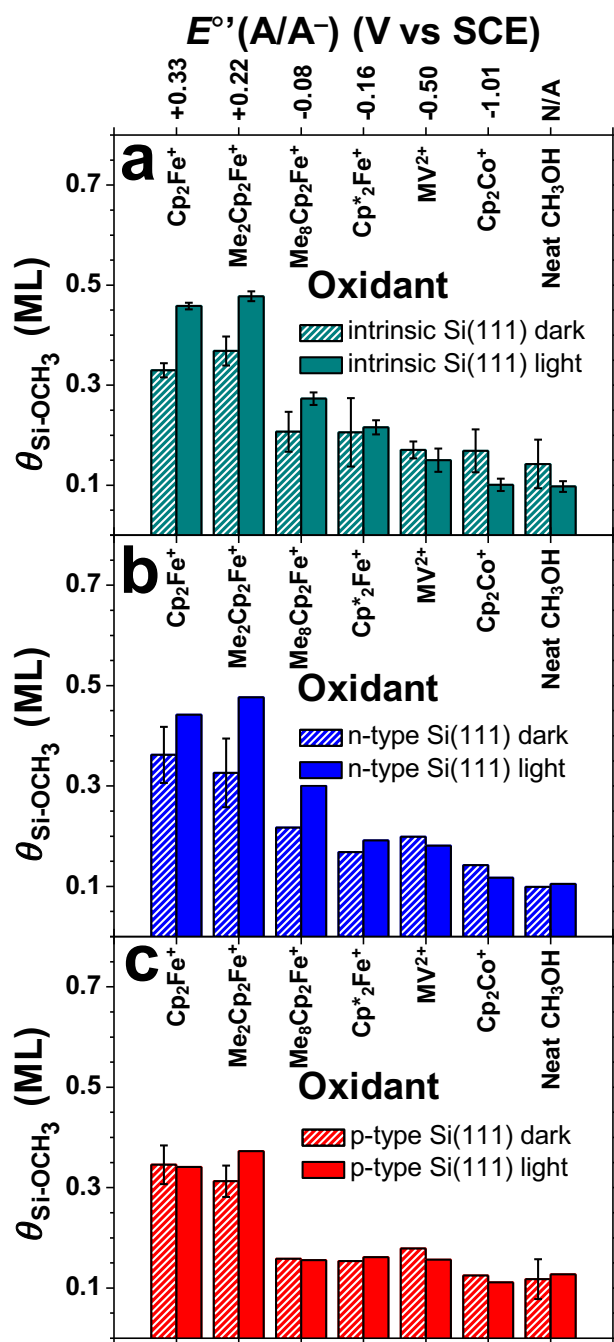 E°’(A/A⁻) (V vs SCE)
+0.33 +0.22 -0.08 -0.16 -0.50 -1.01 N/A
a
Cp₂Fe⁺ Me₂Cp₂Fe⁺ Me₈Cp₂Fe⁺ Cp*₂Fe⁺ MV²⁺ Cp₂Co⁺ Neat CH₃OH
0.7
0.5
0.3
0.1
θSi-OCH₃ (ML)
Oxidant
intrinsic Si(111) dark
intrinsic Si(111) light
b
Cp₂Fe⁺ Me₂Cp₂Fe⁺ Me₈Cp₂Fe⁺ Cp*₂Fe⁺ MV²⁺ Cp₂Co⁺ Neat CH₃OH
0.7
0.5
0.3
0.1
θSi-OCH₃ (ML)
Oxidant
n-type Si(111) dark
n-type Si(111) light
c
Cp₂Fe⁺ Me₂Cp₂Fe⁺ Me₈Cp₂Fe⁺ Cp*₂Fe⁺ MV²⁺ Cp₂Co⁺ Neat CH₃OH
0.7
0.5
0.3
0.1
θSi-OCH₃ (ML)
Oxidant
p-type Si(111) dark
p-type Si(111) light